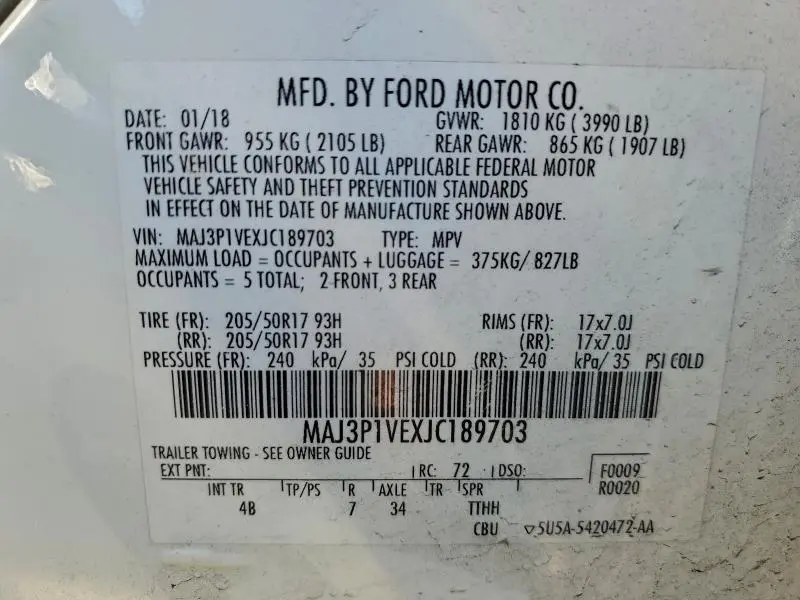 MFD. BY FORD MOTOR CO.
DATE: 01/18 GVWR: 1810 KG ( 3990 LB)
FRONT GAWR: 955 KG ( 2105 LB) REAR GAWR: 865 KG ( 1907 LB)
THIS VEHICLE CONFORMS TO ALL APPLICABLE FEDERAL MOTOR
VEHICLE SAFETY AND THEFT PREVENTION STANDARDS
IN EFFECT ON THE DATE OF MANUFACTURE SHOWN ABOVE.
VIN: MAJ3P1VEXJC189703 TYPE: MPV
MAXIMUM LOAD = OCCUPANTS + LUGGAGE = 375KG/ 827LB
OCCUPANTS = 5 TOTAL; 2 FRONT, 3 REAR
TIRE (FR): 205/50R17 93H RIMS (FR): 17x7.0J
(RR): 205/50R17 93H (RR): 17x7.0J
PRESSURE (FR): 240 kPa/ 35 PSI COLD (RR): 240 kPa/ 35 PSI COLD
MAJ3P1VEXJC189703
TRAILER TOWING - SEE OWNER GUIDE
EXT PNT: RC: 72 DSO: F0009
INT TR TP/PS R AXLE TR SPR R0020
4B 7 34 TTHH
CBU ▽5U5A-5420472-AA